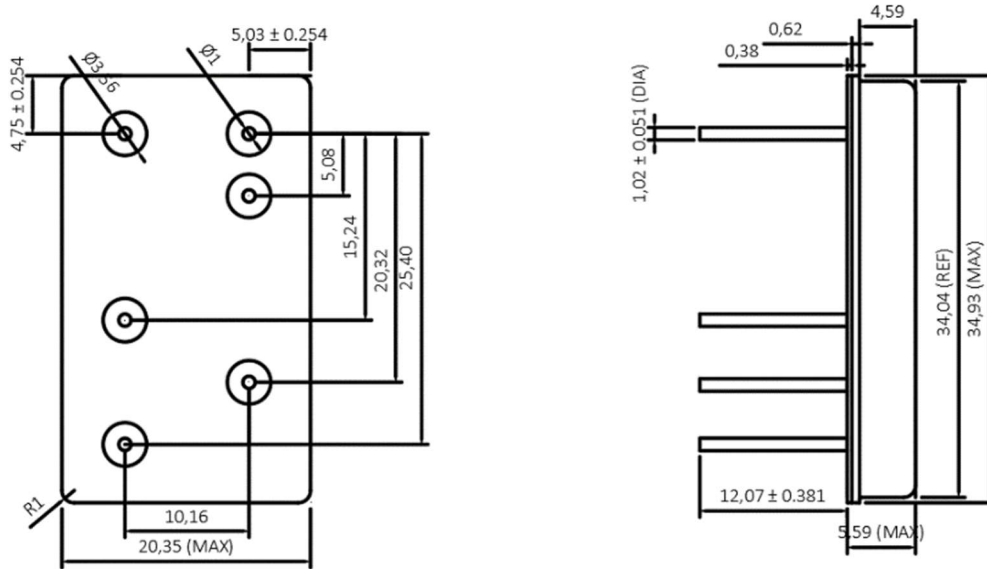 5,03 ± 0.254
4,75 ± 0.254
Ø3,56
Ø1
5,08
15,24
20,32
25,40
R1
10,16
20,35 (MAX)
4,59
0,62
0,38
1,02 ± 0.051 (DIA)
34,04 (REF)
34,93 (MAX)
12,07 ± 0.381
5.59 (MAX)